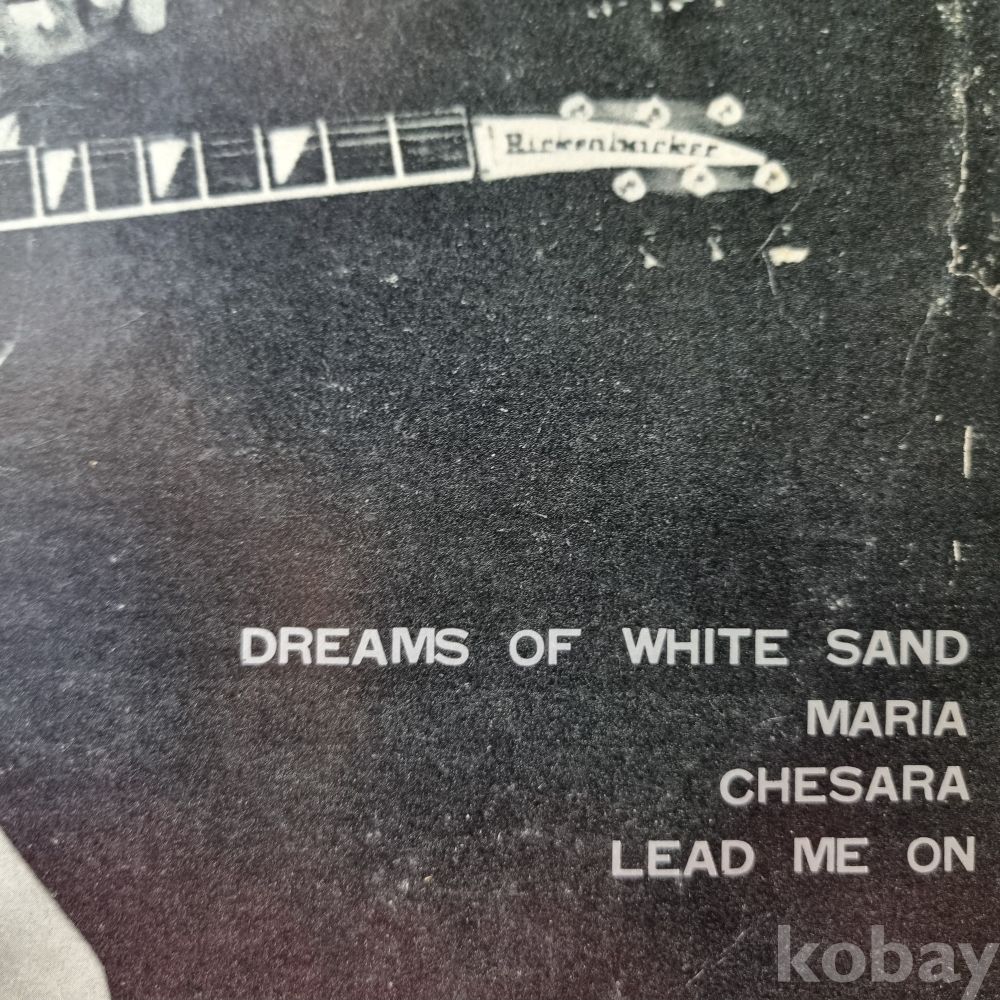 Rickenbacker
DREAMS OF WHITE SAND
MARIA
CHESARA
LEAD ME ON
kobay